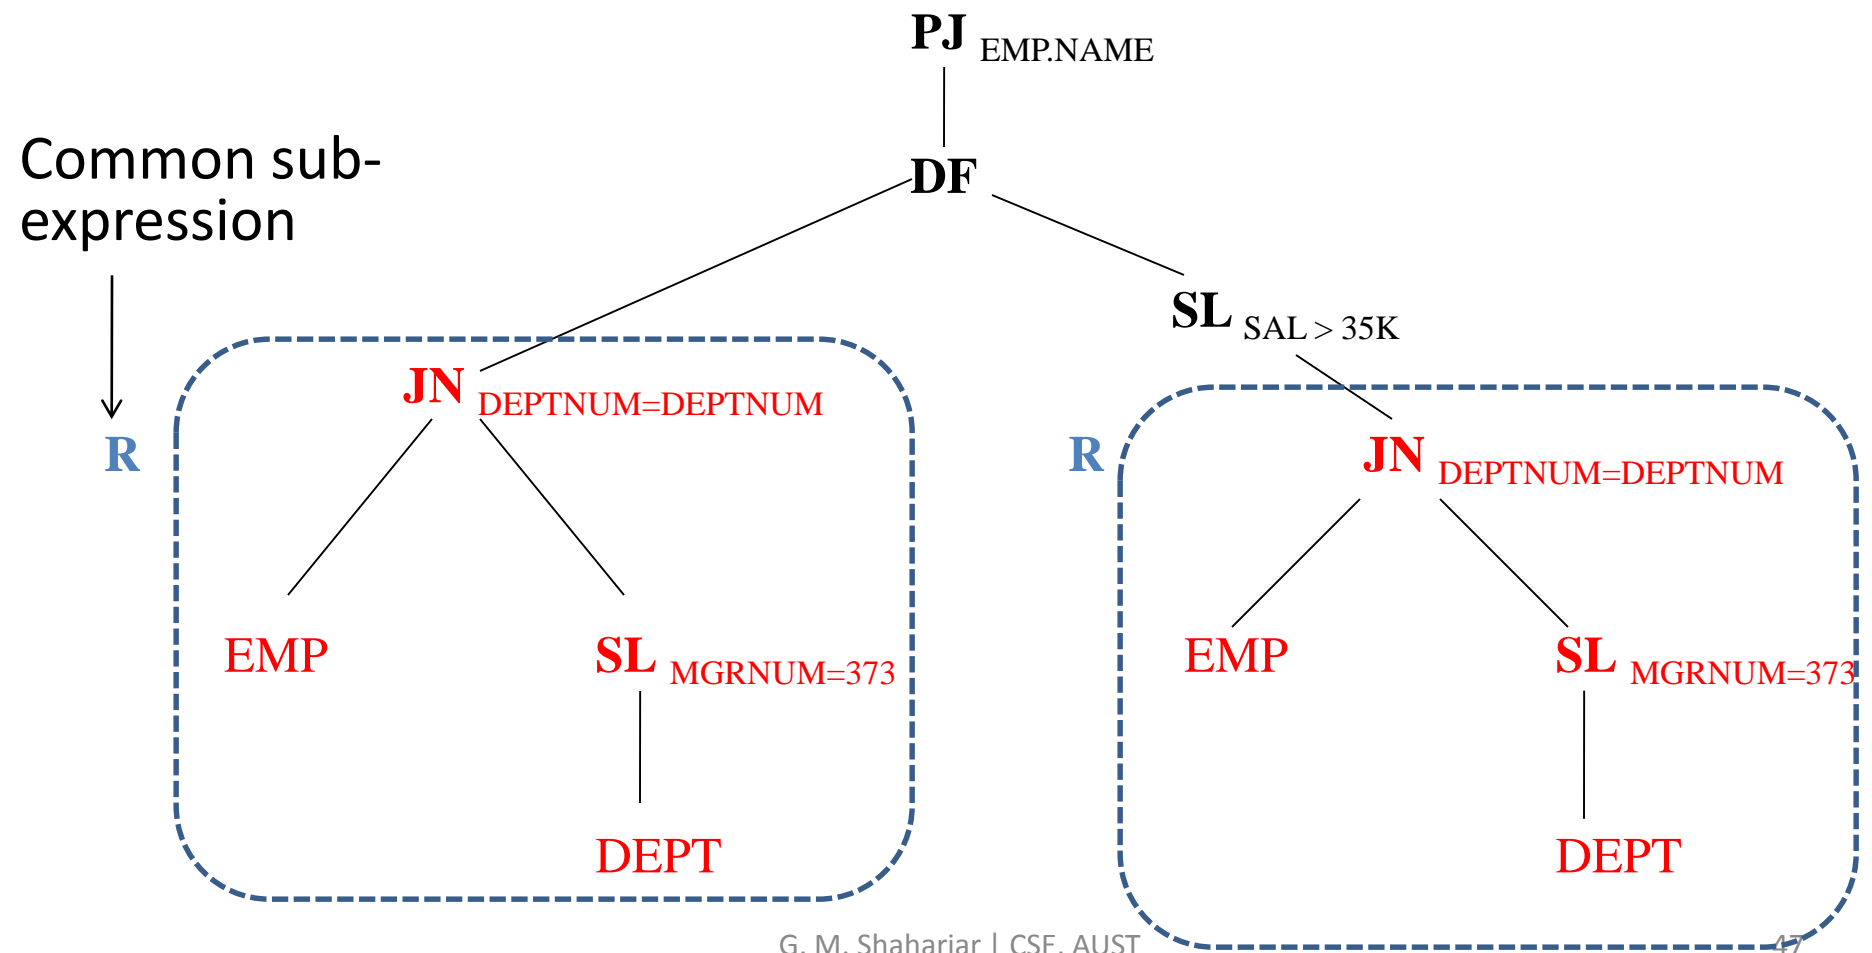 PJ EMP.NAME
Common sub-
expression
DF
SL SAL > 35K
JN DEPTNUM=DEPTNUM
R
R
JN DEPTNUM=DEPTNUM
EMP
SL MGRNUM=373
EMP
SL MGRNUM=373
DEPT
DEPT
G. M. Shahariar | CSE, AUST
47